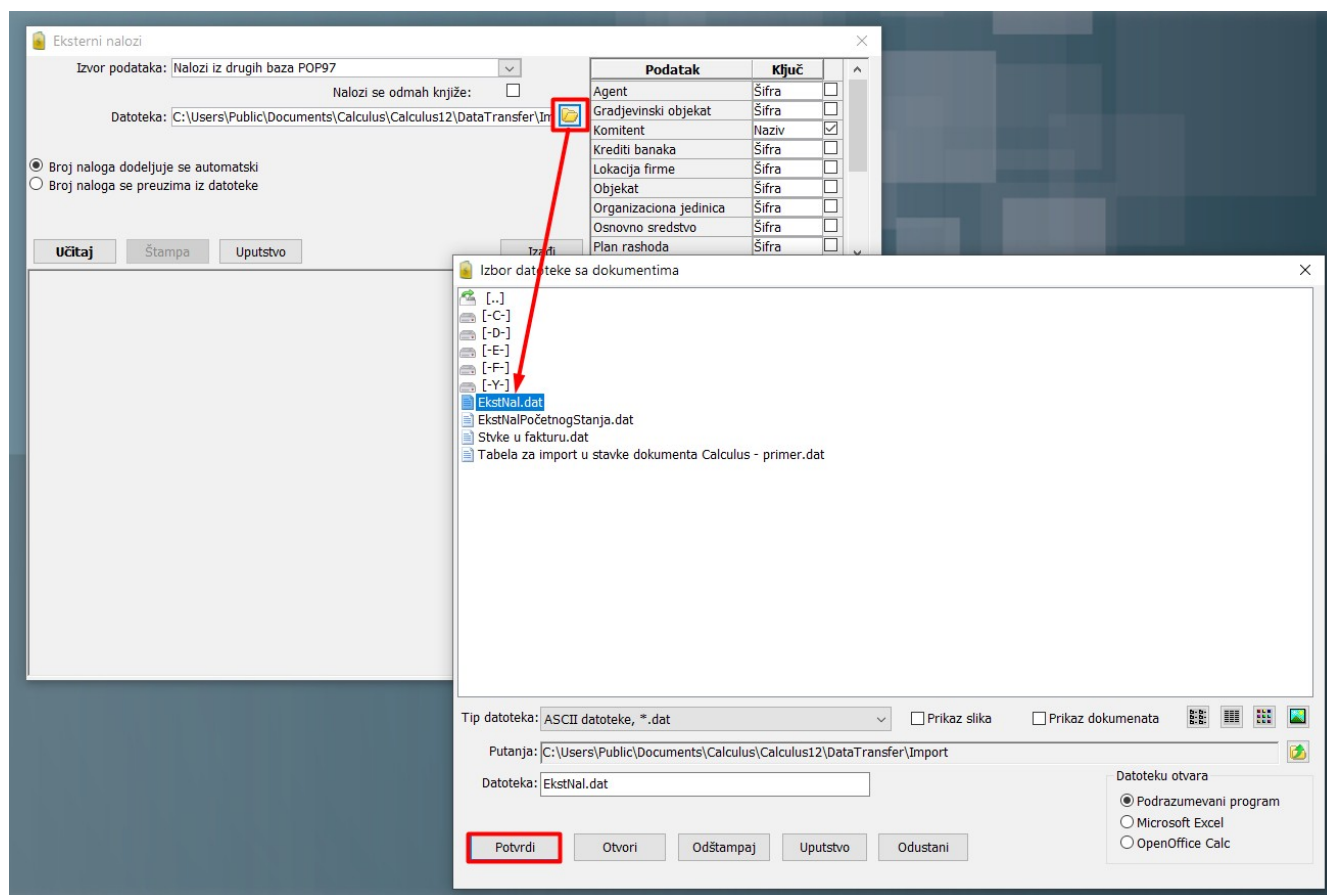 Eksterni nalozi
Izvor podataka: Nalozi iz drugih baza POP97
Nalozi se odmah knjiže:
Datoteka: C:\Users\Public\Documents\Calculus\Calculus12\DataTransfer\Im
Broj naloga dodeljuje se automatski
Broj naloga se preuzima iz datoteke
Učitaj Štampa Uputstvo Izađi
Podatak Ključ
Agent Šifra
Gradjevinski objekat Šifra
Komitent Naziv
Krediti banaka Šifra
Lokacija firme Šifra
Objekat Šifra
Organizaciona jedinica Šifra
Osnovno sredstvo Šifra
Plan rashoda Šifra
Izbor datoteke sa dokumentima
[..]
[-C-]
[-D-]
[-E-]
[-F-]
[-Y-]
EkstNal.dat
EkstNalPočetnogStanja.dat
Stvke u fakturu.dat
Tabela za import u stavke dokumenta Calculus - primer.dat
Tip datoteka: ASCII datoteke, *.dat Prikaz slika Prikaz dokumenata
Putanja: C:\Users\Public\Documents\Calculus\Calculus12\DataTransfer\Import
Datoteka: EkstNal.dat
Datoteku otvara
Podrazumevani program
Microsoft Excel
OpenOffice Calc
Potvrdi Otvori Odštampaj Uputstvo Odustani